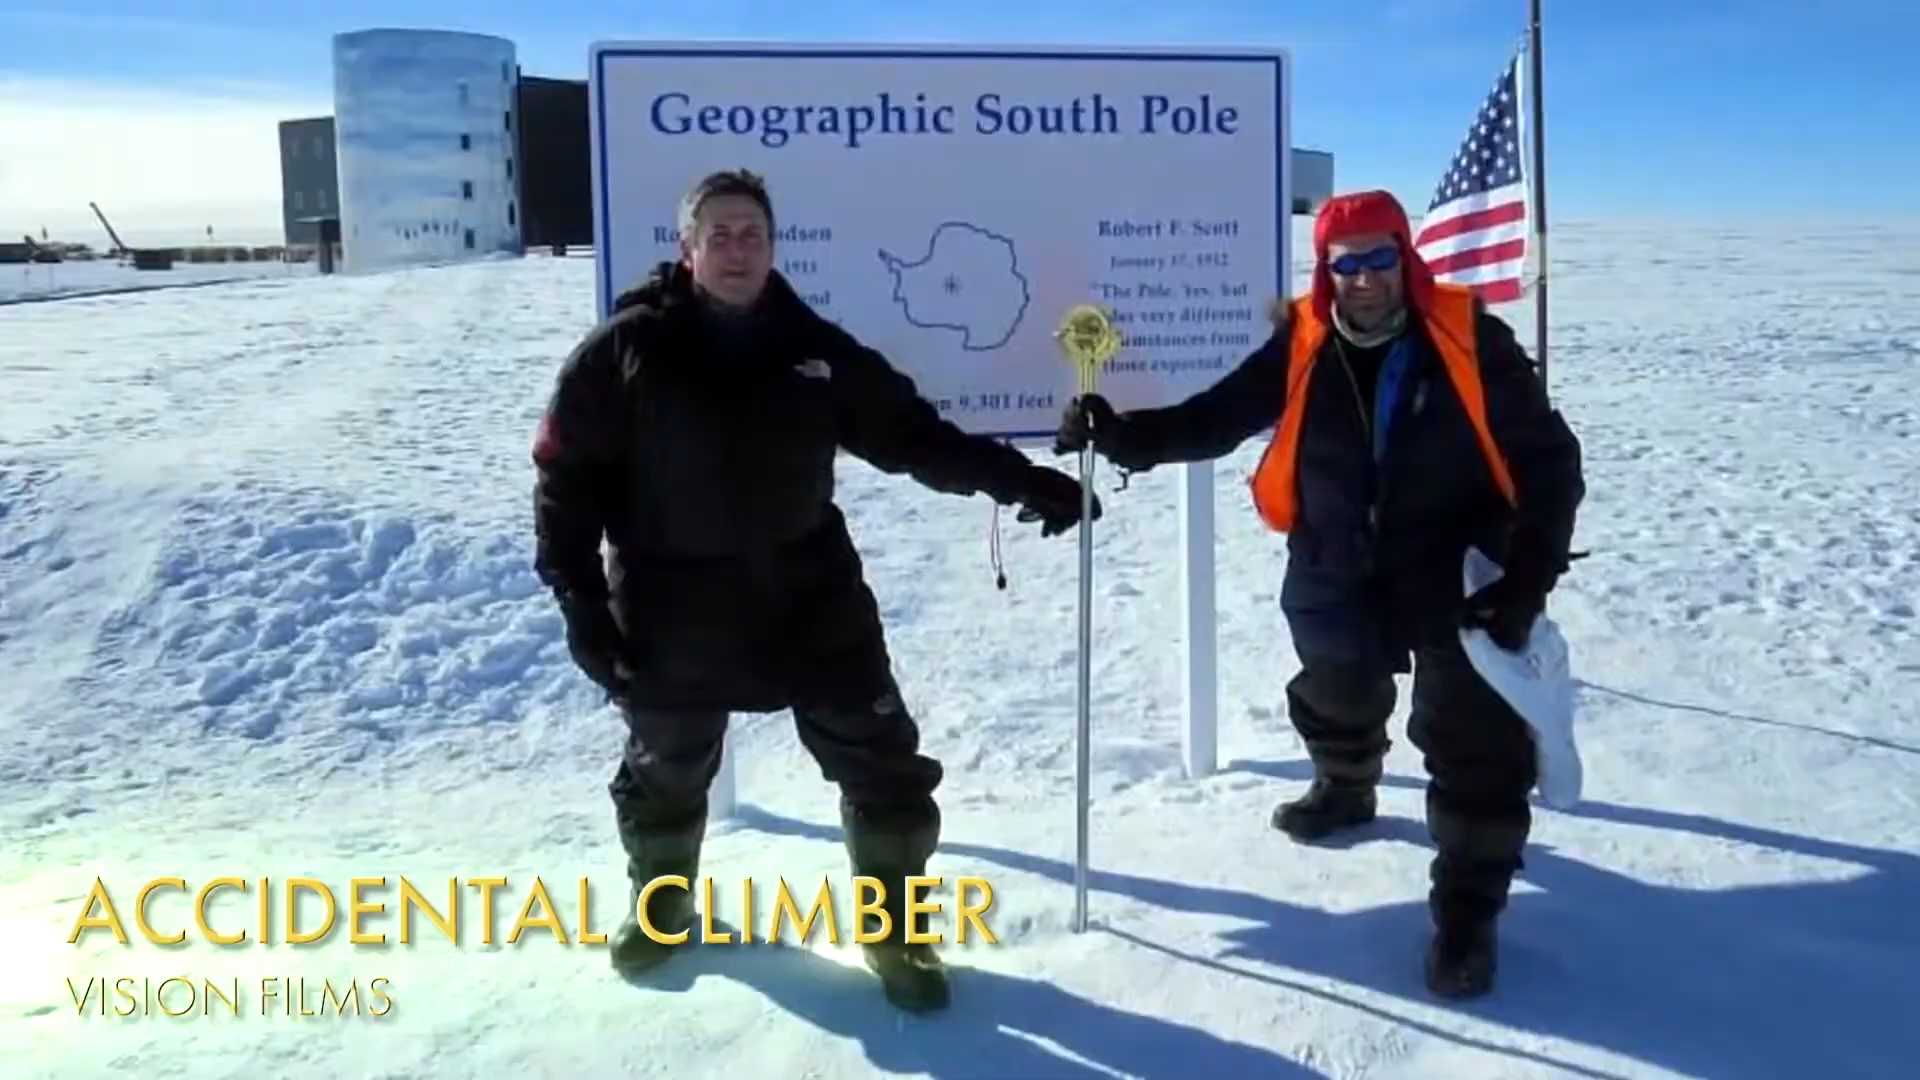 Geographic South Pole
Robert F. Scott
January 17, 1912
"The Pole. Yes, but
very different
from
those expected."
9,301 feet
ACCIDENTAL CLIMBER
VISION FILMS